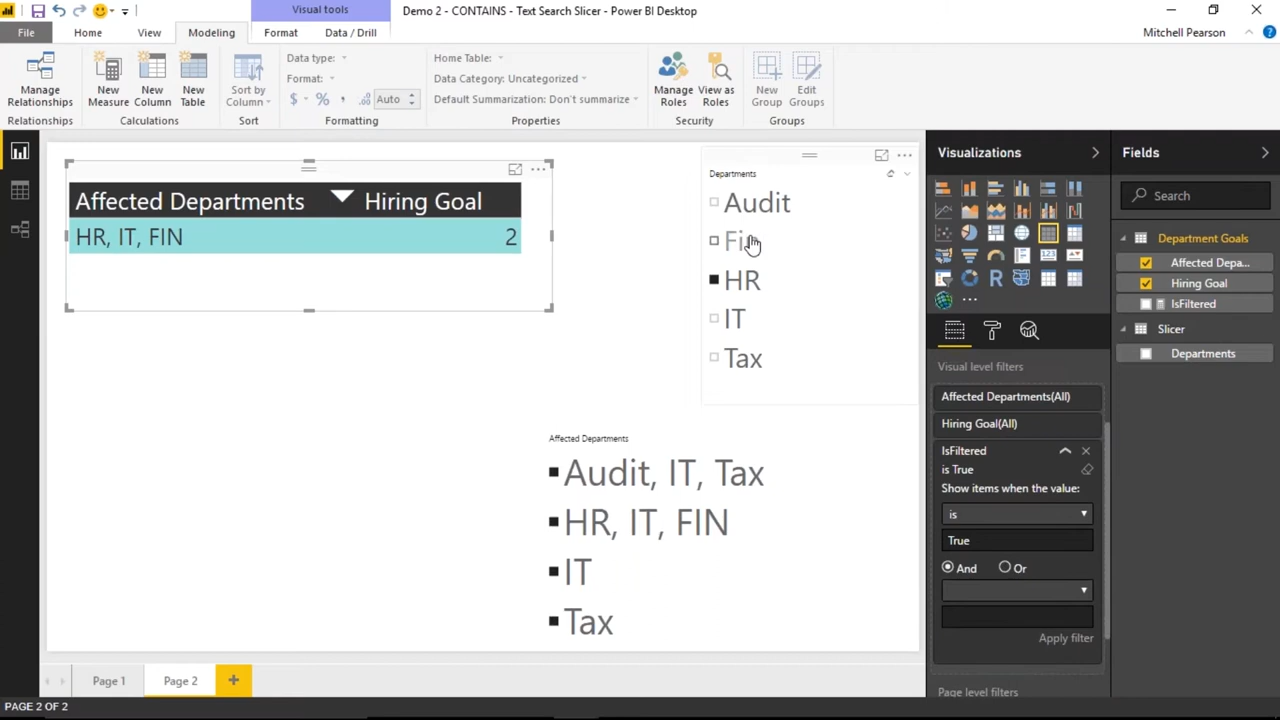 Visual tools
Demo 2 - CONTAINS - Text Search Slicer - Power BI Desktop
File Home View Modeling Format Data / Drill
Mitchell Pearson
Manage Relationships
New Measure
New Column
New Table
Sort by Column
Data type:
Format:
$ % , .00 Auto
Home Table:
Data Category: Uncategorized
Default Summarization: Don't summarize
Manage Roles
View as Roles
New Group
Edit Groups
Relationships Calculations Sort Formatting Properties Security Groups
Affected Departments Hiring Goal
HR, IT, FIN 2
Departments
Audit
HR
IT
Tax
Affected Departments
Audit, IT, Tax
HR, IT, FIN
IT
Tax
Visualizations
Visual level filters
Affected Departments(All)
Hiring Goal(All)
IsFiltered
is True
Show items when the value:
is
True
And Or
Apply filter
Page level filters
Fields
Search
Department Goals
Affected Depa...
Hiring Goal
IsFiltered
Slicer
Departments
Page 1 Page 2 +
PAGE 2 OF 2